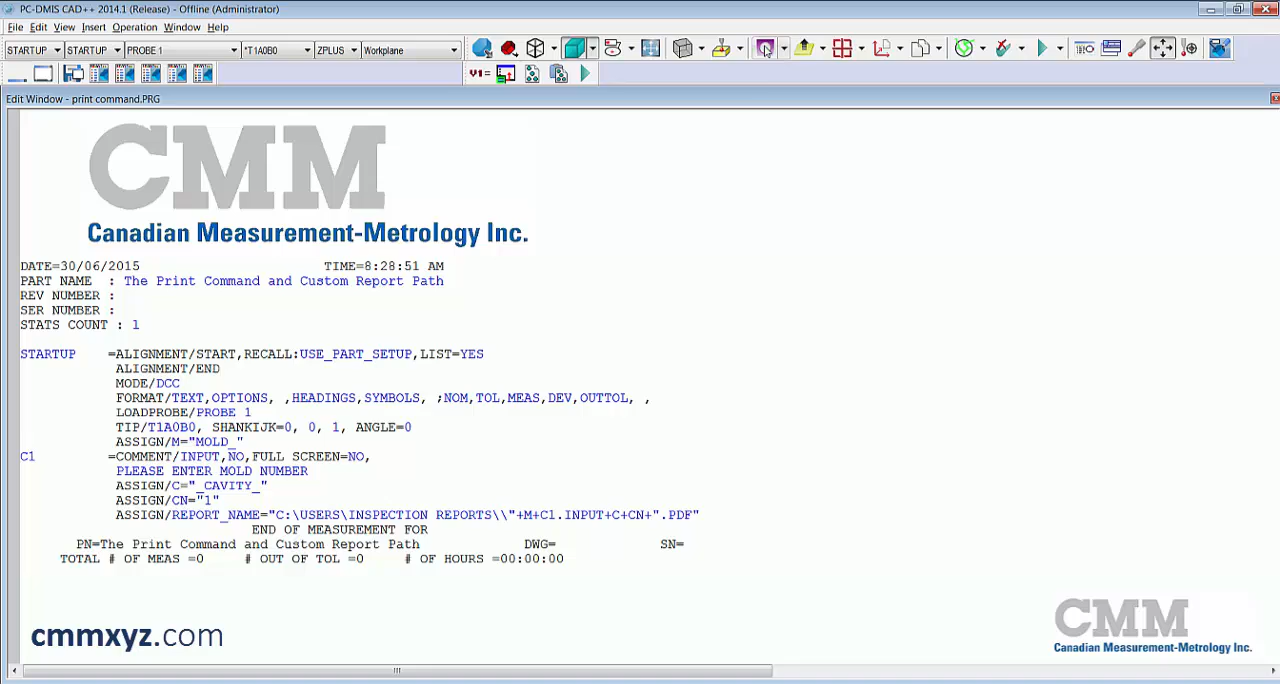 PC-DMIS CAD++ 2014.1 (Release) - Offline (Administrator)
File Edit View Insert Operation Window Help
STARTUP STARTUP PROBE 1 *T1A0B0 ZPLUS Workplane
V1=
Edit Window - print command.PRG
CMM
Canadian Measurement-Metrology Inc.
DATE=30/06/2015 TIME=8:28:51 AM
PART NAME : The Print Command and Custom Report Path
REV NUMBER :
SER NUMBER :
STATS COUNT : 1
STARTUP =ALIGNMENT/START,RECALL:USE_PART_SETUP,LIST=YES
ALIGNMENT/END
MODE/DCC
FORMAT/TEXT,OPTIONS, ,HEADINGS,SYMBOLS, ;NOM,TOL,MEAS,DEV,OUTTOL, ,
LOADPROBE/PROBE 1
TIP/T1A0B0, SHANKIJK=0, 0, 1, ANGLE=0
ASSIGN/M="MOLD_"
C1 =COMMENT/INPUT,NO,FULL SCREEN=NO,
PLEASE ENTER MOLD NUMBER
ASSIGN/C="_CAVITY_"
ASSIGN/CN="1"
ASSIGN/REPORT_NAME="C:\USERS\INSPECTION REPORTS\\"+M+C1.INPUT+C+CN+".PDF"
END OF MEASUREMENT FOR
PN=The Print Command and Custom Report Path DWG= SN=
TOTAL # OF MEAS =0 # OUT OF TOL =0 # OF HOURS =00:00:00
cmmxyz.com
CMM
Canadian Measurement-Metrology Inc.